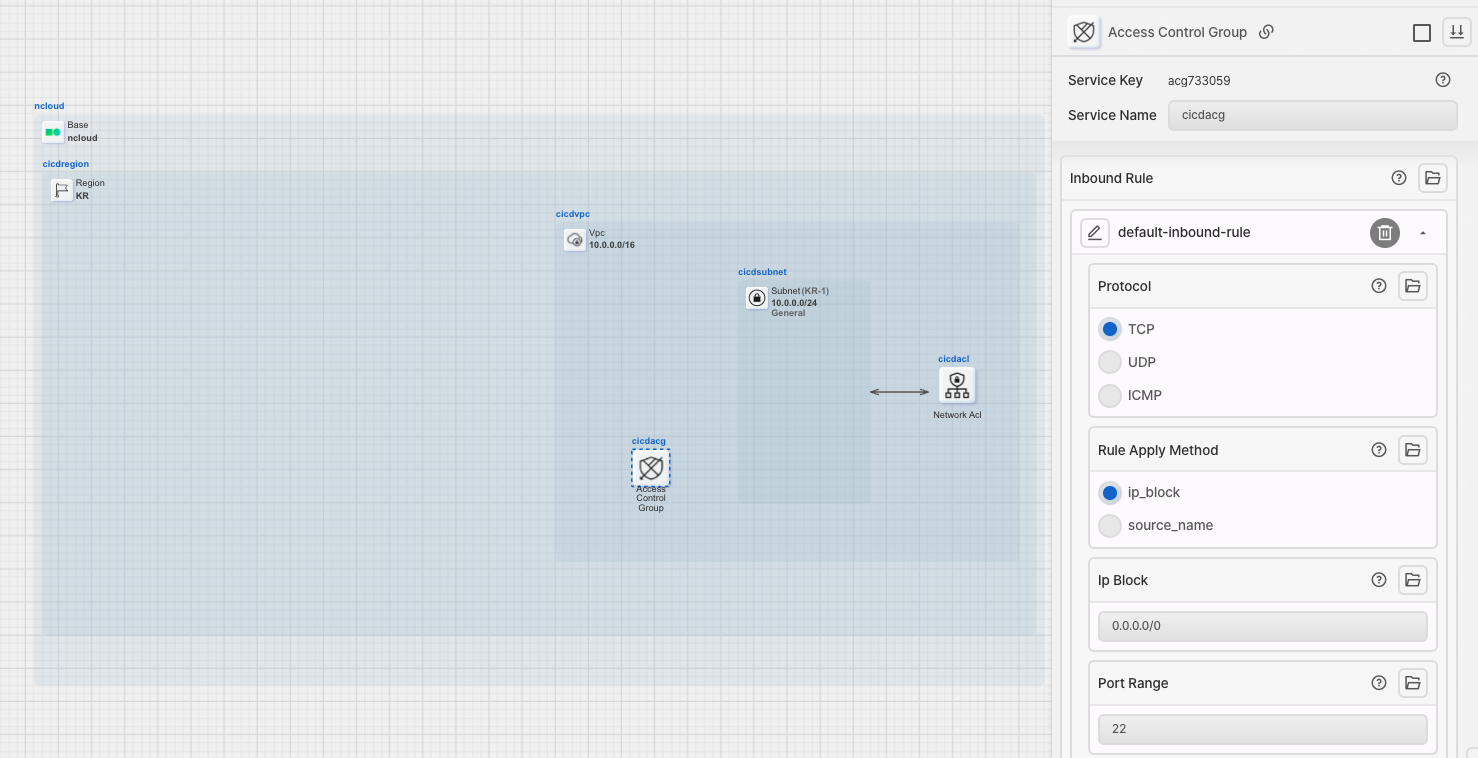 ncloud
Base
ncloud
cicdregion
Region
KR
cicdvpc
Vpc
10.0.0.0/16
cicdsubnet
Subnet (KR-1)
10.0.0.0/24
General
cicdacl
Network Acl
cicdacg
Access
Control
Group
Access Control Group
Service Key acg733059
Service Name cicdacg
Inbound Rule
default-inbound-rule
Protocol
TCP
UDP
ICMP
Rule Apply Method
ip_block
source_name
Ip Block
0.0.0.0/0
Port Range
22